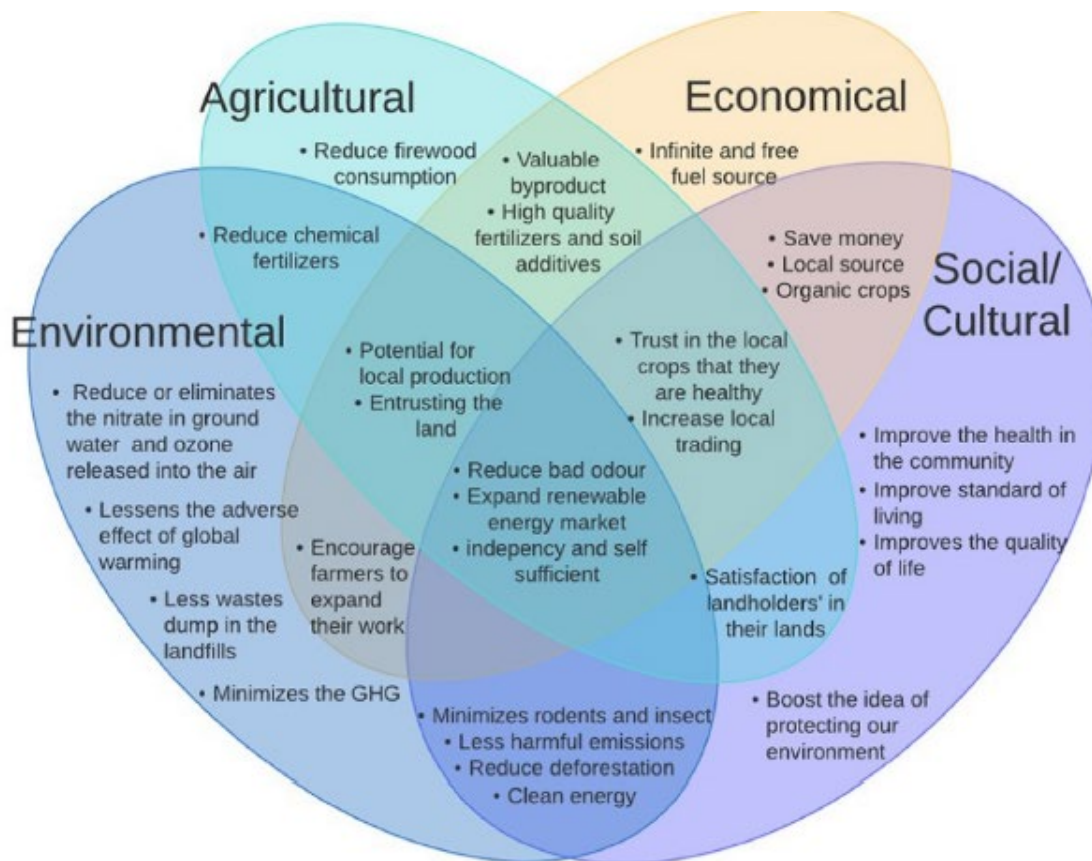 Agricultural
Economical
• Reduce firewood
consumption
• Valuable
byproduct
• High quality
fertilizers and soil
additives
• Infinite and free
fuel source
• Reduce chemical
fertilizers
• Save money
• Local source
• Organic crops
Social/
Cultural
Environmental
• Potential for
local production
• Entrusting the
land
• Trust in the local
crops that they
are healthy
• Increase local
trading
• Reduce or eliminates
the nitrate in ground
water and ozone
released into the air
• Lessens the adverse
effect of global
warming
• Less wastes
dump in the
landfills
• Minimizes the GHG
• Encourage
farmers to
expand
their work
• Reduce bad odour
• Expand renewable
energy market
• indepency and self
sufficient
• Improve the health in
the community
• Improve standard of
living
• Improves the quality
of life
• Satisfaction of
landholders' in
their lands
• Minimizes rodents and insect
• Less harmful emissions
• Reduce deforestation
• Clean energy
• Boost the idea of
protecting our
environment